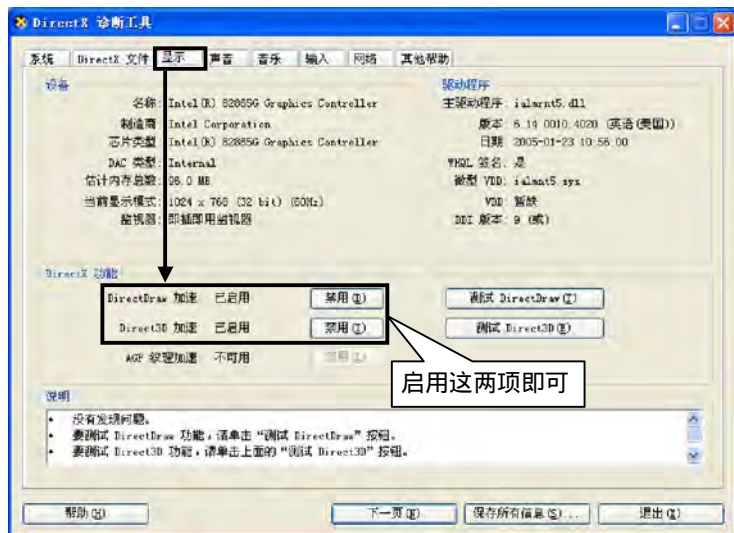 DirectX 诊断工具
系统 DirectX 文件 显示 声音 音乐 输入 网络 其他帮助
设备
名称: Intel(R) 82865G Graphics Controller
制造商: Intel Corporation
芯片类型: Intel(R) 82865G Graphics Controller
DAC 类型: Internal
估计内存总数: 96.0 MB
当前显示模式: 1024 x 768 (32 bit) (60Hz)
监视器: 即插即用监视器
驱动程序
主驱动程序: ialmrnt5.dll
版本: 6.14.0010.4020 (英语(美国))
日期: 2005-01-23 10:56:00
WHQL 签名: 是
微型 VDD: ialmnt5.sys
VDD: 暂缺
DDI 版本: 9 (或)
DirectX 功能
DirectDraw 加速 已启用 禁用(I) 测试 DirectDraw(T)
Direct3D 加速 已启用 禁用(I) 测试 Direct3D(E)
AGP 纹理加速 不可用 禁用(L)
启用这两项即可
说明
• 没有发现问题。
• 要测试 DirectDraw 功能，请单击“测试 DirectDraw”按钮。
• 要测试 Direct3D 功能，请单击上面的“测试 Direct3D”按钮。
帮助(H) 下一页(N) 保存所有信息(S)... 退出(X)